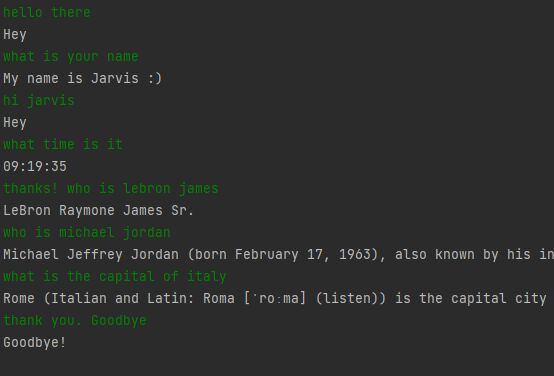 hello there
Hey
what is your name
My name is Jarvis :)
hi jarvis
Hey
what time is it
09:19:35
thanks! who is lebron james
LeBron Raymone James Sr.
who is michael jordan
Michael Jeffrey Jordan (born February 17, 1963), also known by his in
what is the capital of italy
Rome (Italian and Latin: Roma [ˈroːma] (listen)) is the capital city
thank you. Goodbye
Goodbye!